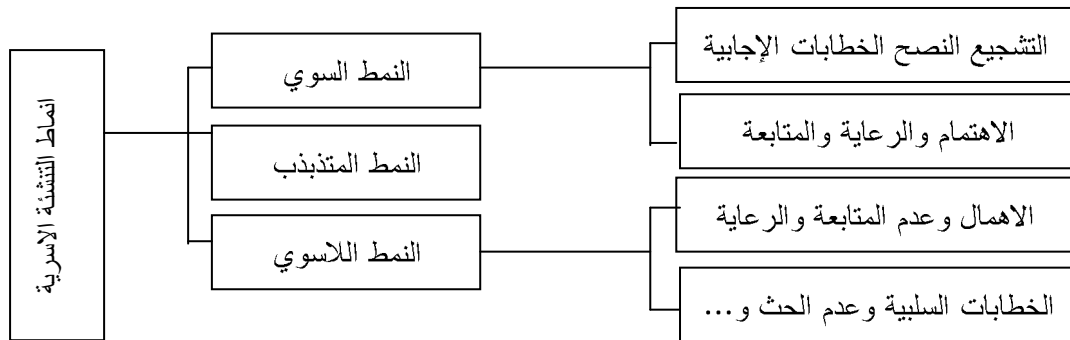 انماط التنشئة الاسرية
النمط السوي
النمط المتذبذب
النمط اللاسوي
التشجيع النصح الخطابات الإجابية
الاهتمام والرعاية والمتابعة
الاهمال وعدم المتابعة والرعاية
الخطابات السلبية وعدم الحث و...